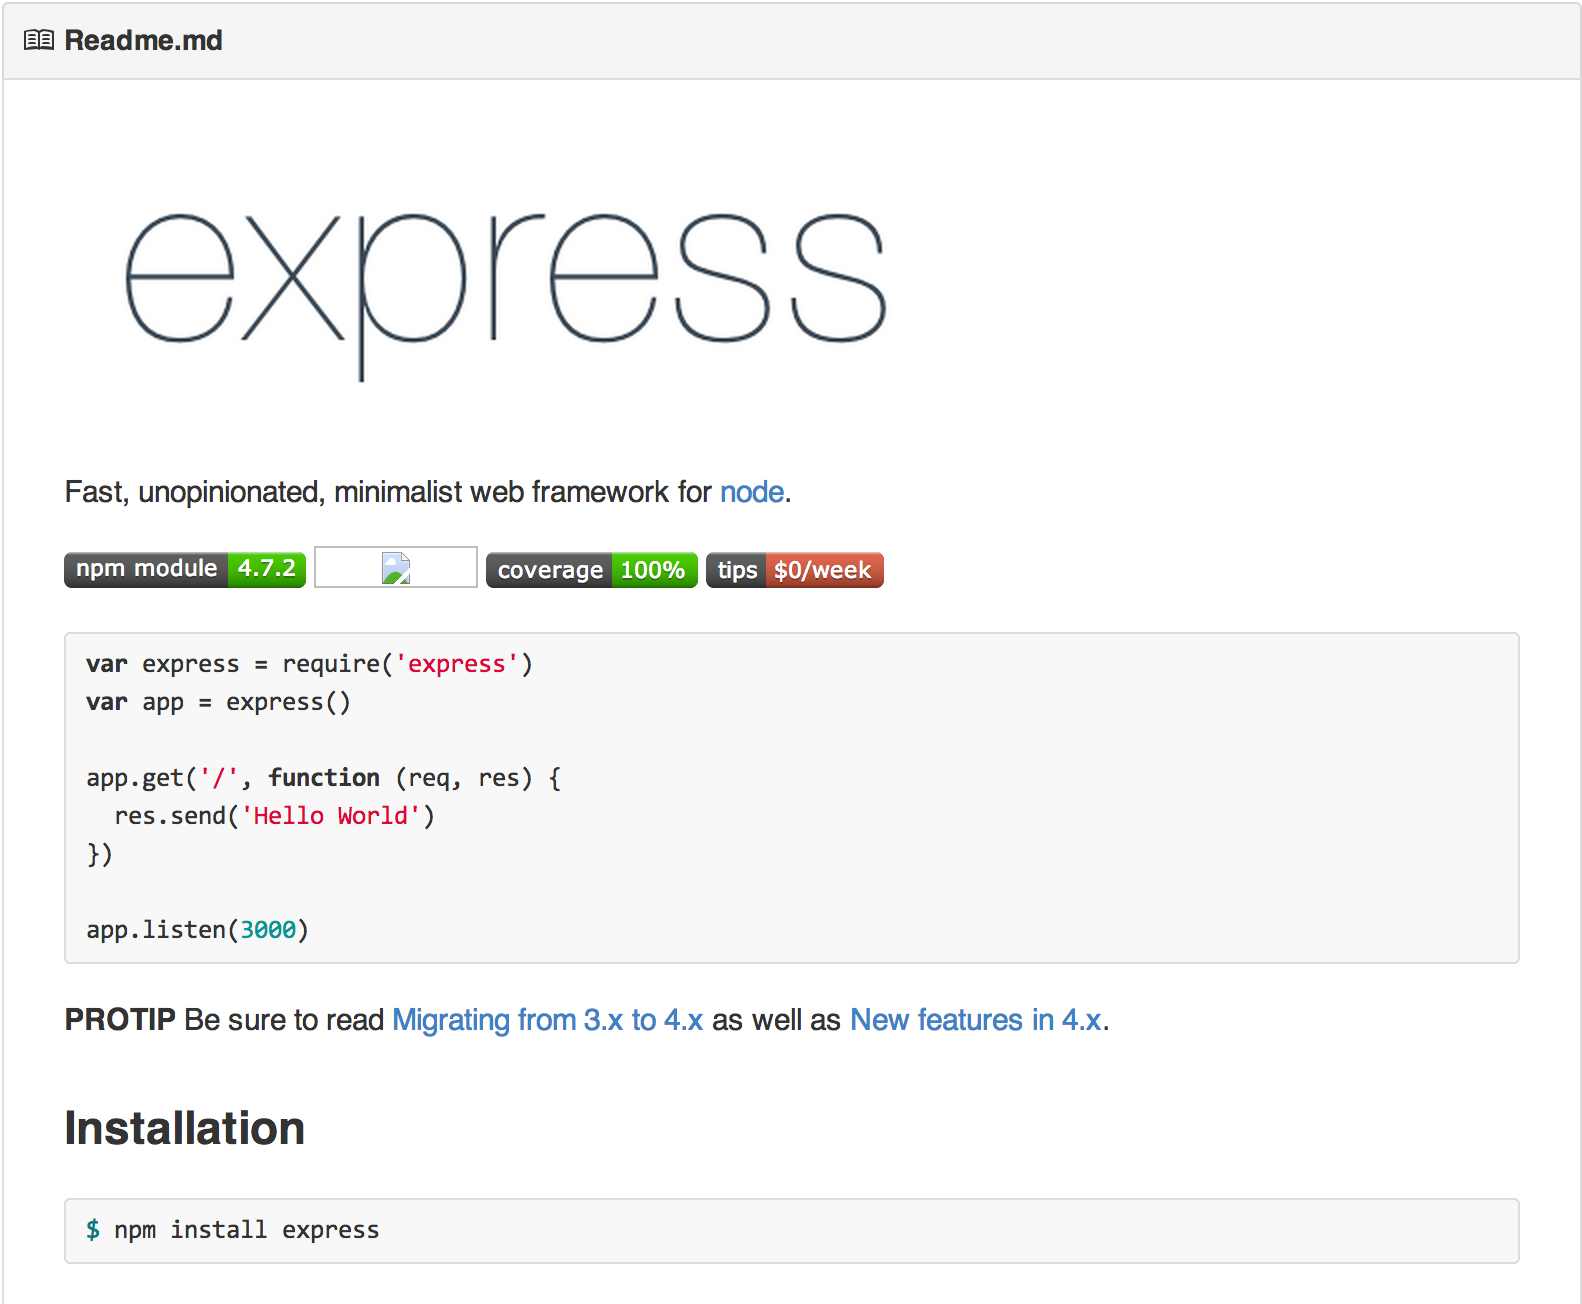 Readme.md
express
Fast, unopinionated, minimalist web framework for node.
npm module 4.7.2 coverage 100% tips $0/week
var express = require('express')
var app = express()
app.get('/', function (req, res) {
  res.send('Hello World')
})
app.listen(3000)
PROTIP Be sure to read Migrating from 3.x to 4.x as well as New features in 4.x.
Installation
$ npm install express